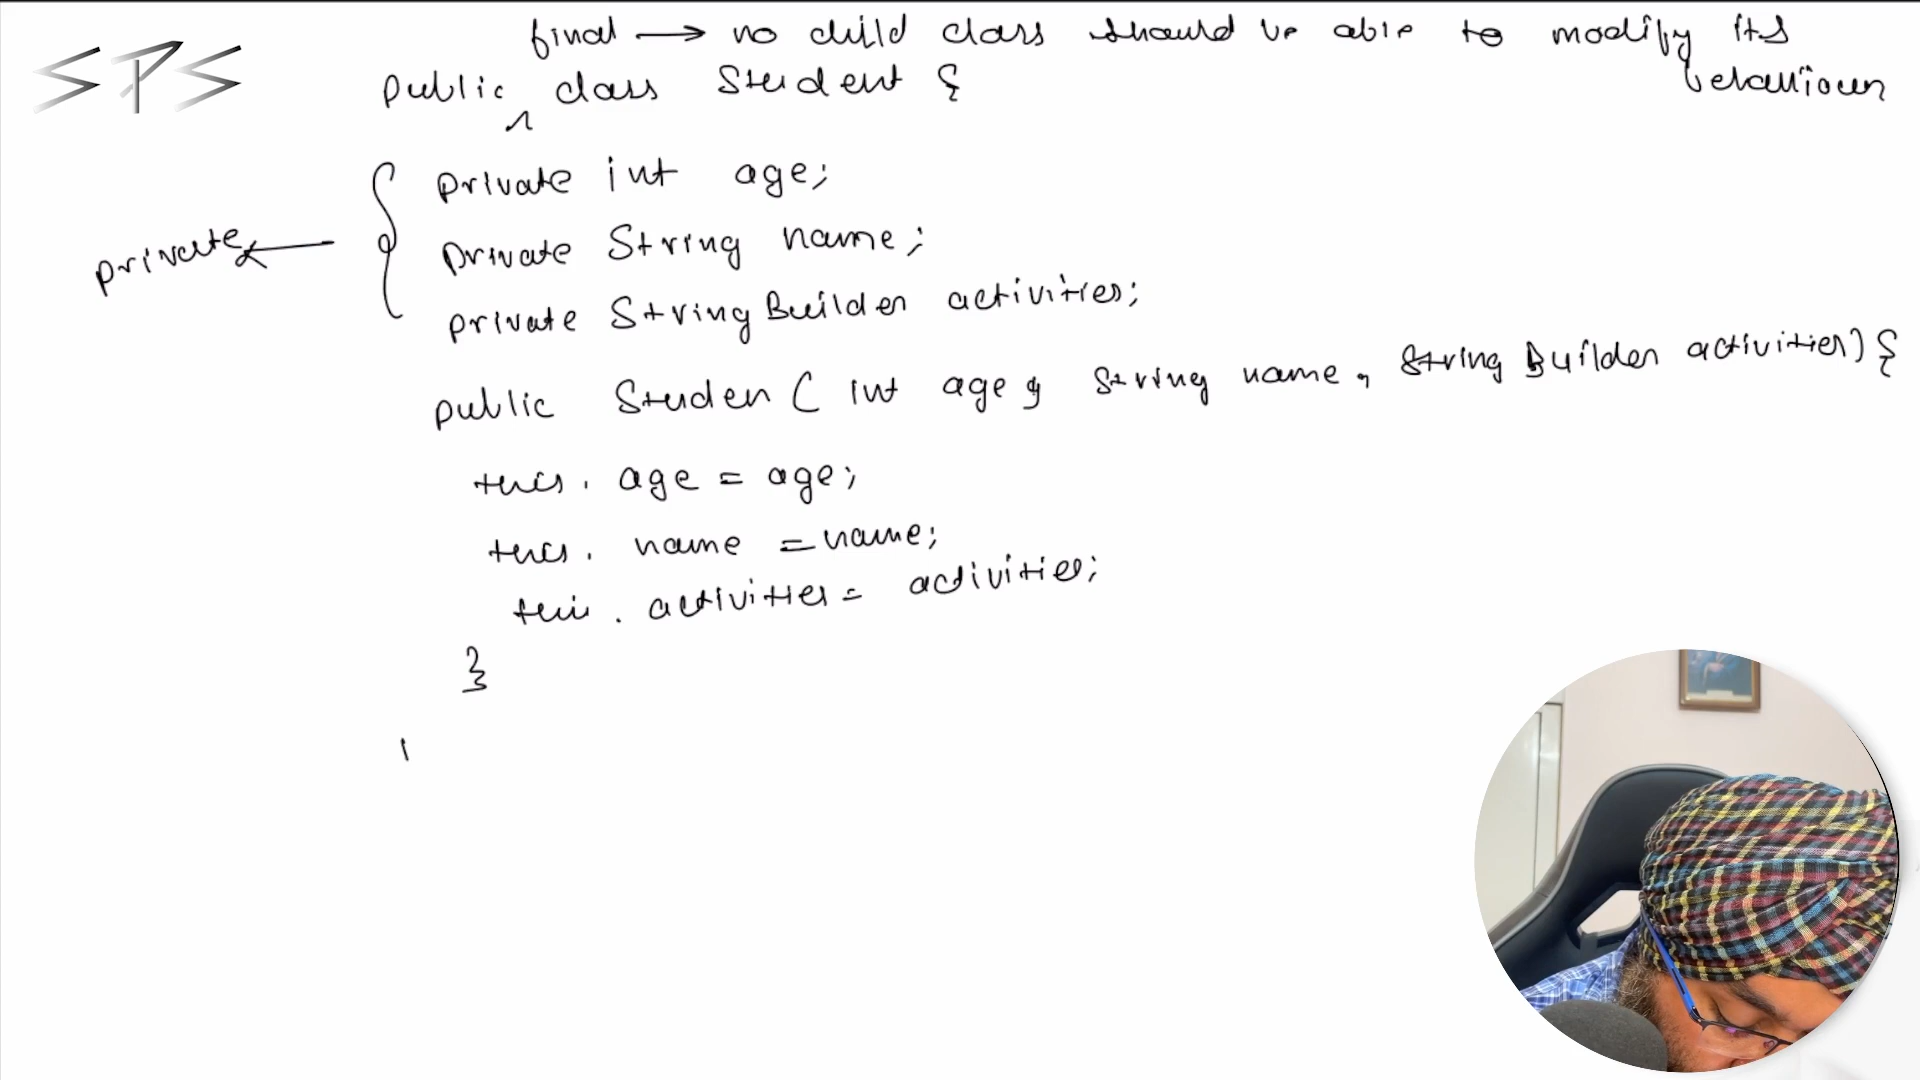 SPS
final → no child class should be able to modify its
behaviour
public ^ class Student {
private int age;
private ← { private String name;
private StringBuilder activities;
public Studen ( int age, String name, String Builder activities) {
this. age = age;
this. name = name;
this. activities = activities;
}